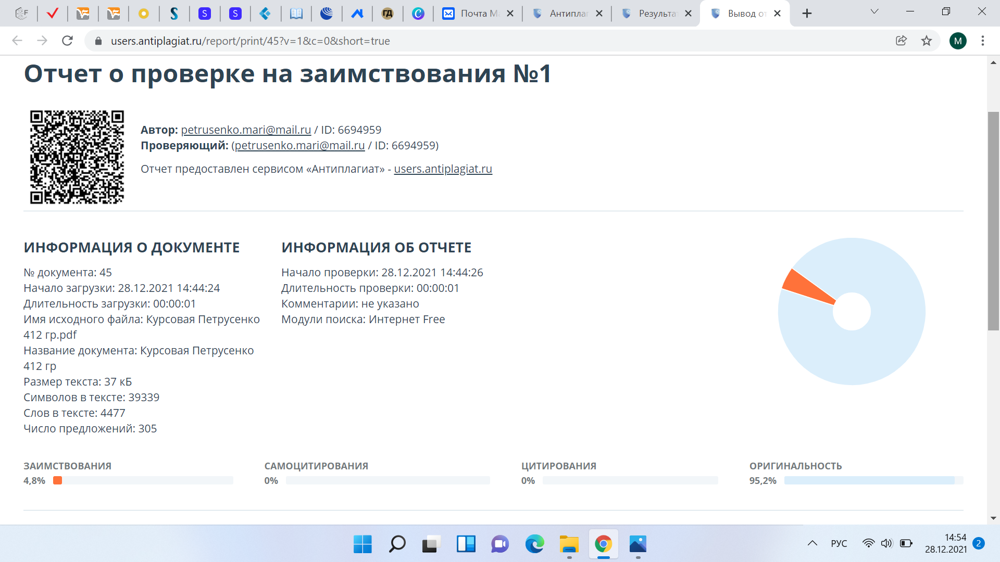 Почта М
Антиплаг
Результат
Вывод от
users.antiplagiat.ru/report/print/45?v=1&c=0&short=true
M
Отчет о проверке на заимствования №1
Автор: petrusenko.mari@mail.ru / ID: 6694959
Проверяющий: (petrusenko.mari@mail.ru / ID: 6694959)
Отчет предоставлен сервисом «Антиплагиат» - users.antiplagiat.ru
ИНФОРМАЦИЯ О ДОКУМЕНТЕ
№ документа: 45
Начало загрузки: 28.12.2021 14:44:24
Длительность загрузки: 00:00:01
Имя исходного файла: Курсовая Петрусенко
412 гр.pdf
Название документа: Курсовая Петрусенко
412 гр
Размер текста: 37 кБ
Символов в тексте: 39339
Слов в тексте: 4477
Число предложений: 305
ИНФОРМАЦИЯ ОБ ОТЧЕТЕ
Начало проверки: 28.12.2021 14:44:26
Длительность проверки: 00:00:01
Комментарии: не указано
Модули поиска: Интернет Free
ЗАИМСТВОВАНИЯ
4,8%
САМОЦИТИРОВАНИЯ
0%
ЦИТИРОВАНИЯ
0%
ОРИГИНАЛЬНОСТЬ
95,2%
РУС
14:54
28.12.2021
2